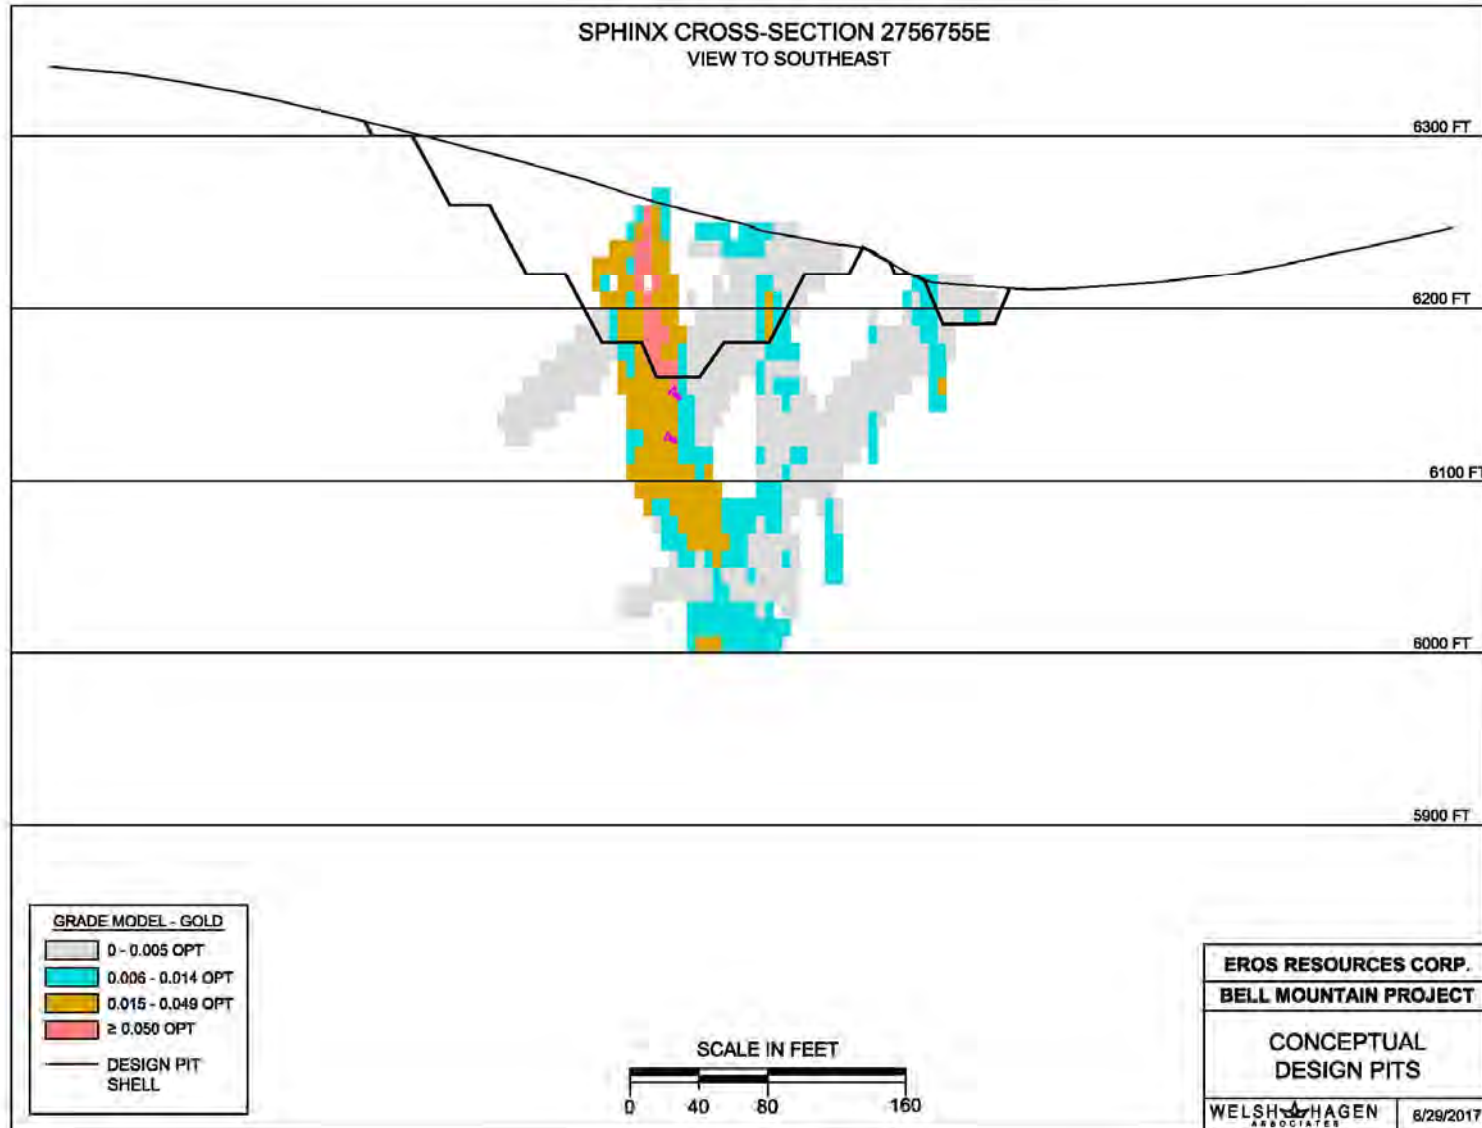 SPHINX CROSS-SECTION 2756755E
VIEW TO SOUTHEAST
6300 FT
6200 FT
6100 FT
6000 FT
5900 FT
GRADE MODEL - GOLD
0 - 0.005 OPT
0.006 - 0.014 OPT
0.015 - 0.049 OPT
≥ 0.050 OPT
DESIGN PIT
SHELL
SCALE IN FEET
0 40 80 160
EROS RESOURCES CORP.
BELL MOUNTAIN PROJECT
CONCEPTUAL
DESIGN PITS
WELSH HAGEN
ASSOCIATES
6/29/2017